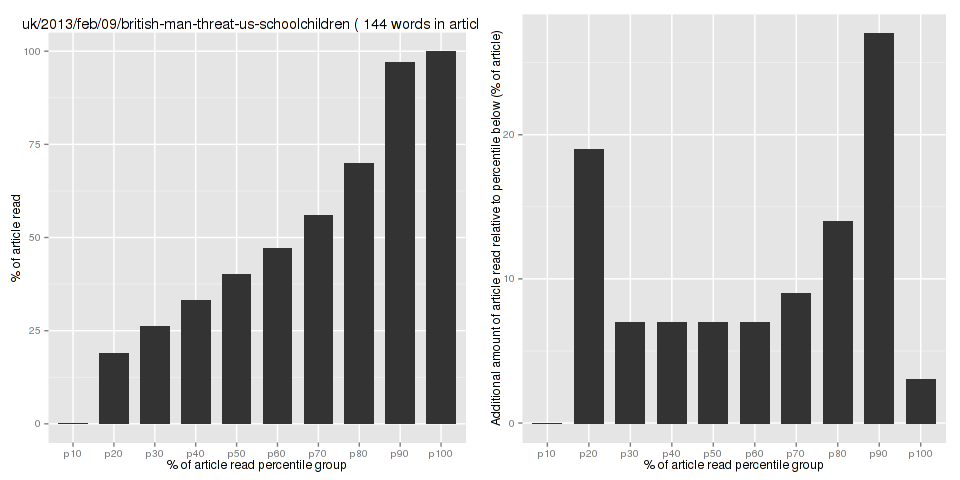 uk/2013/feb/09/british-man-threat-us-schoolchildren ( 144 words in articl
% of article read
100
75
50
25
0
p10 p20 p30 p40 p50 p60 p70 p80 p90 p100
% of article read percentile group
Additional amount of article read relative to percentile below (% of article)
20
10
0
p10 p20 p30 p40 p50 p60 p70 p80 p90 p100
% of article read percentile group